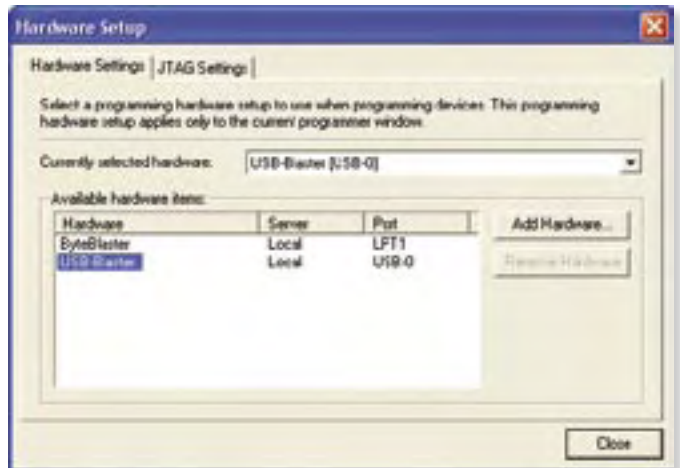 Hardware Setup
Hardware Settings JTAG Settings
Select a programming hardware setup to use when programming devices. This programming
hardware setup applies only to the current programmer window.
Currently selected hardware: USB-Blaster [USB-0]
Available hardware items:
Hardware Server Port
ByteBlaster Local LPT1
USB-Blaster Local USB-0
Add Hardware...
Remove Hardware
Close